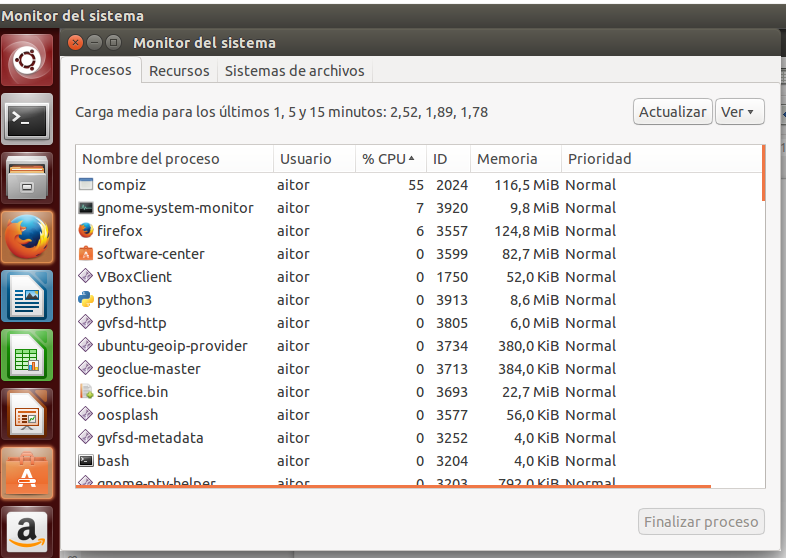 Monitor del sistema
Monitor del sistema
Procesos Recursos Sistemas de archivos
Carga media para los últimos 1, 5 y 15 minutos: 2,52, 1,89, 1,78 Actualizar Ver
Nombre del proceso Usuario % CPU ID Memoria Prioridad
compiz aitor 55 2024 116,5 MiB Normal
gnome-system-monitor aitor 7 3920 9,8 MiB Normal
firefox aitor 6 3557 124,8 MiB Normal
software-center aitor 0 3599 82,7 MiB Normal
VBoxClient aitor 0 1750 52,0 KiB Normal
python3 aitor 0 3913 8,6 MiB Normal
gvfsd-http aitor 0 3805 6,0 MiB Normal
ubuntu-geoip-provider aitor 0 3734 380,0 KiB Normal
geoclue-master aitor 0 3713 384,0 KiB Normal
soffice.bin aitor 0 3693 22,7 MiB Normal
oosplash aitor 0 3577 56,0 KiB Normal
gvfsd-metadata aitor 0 3252 4,0 KiB Normal
bash aitor 0 3204 4,0 KiB Normal
gnome-pty-helper aitor 0 3203 792,0 KiB Normal
Finalizar proceso